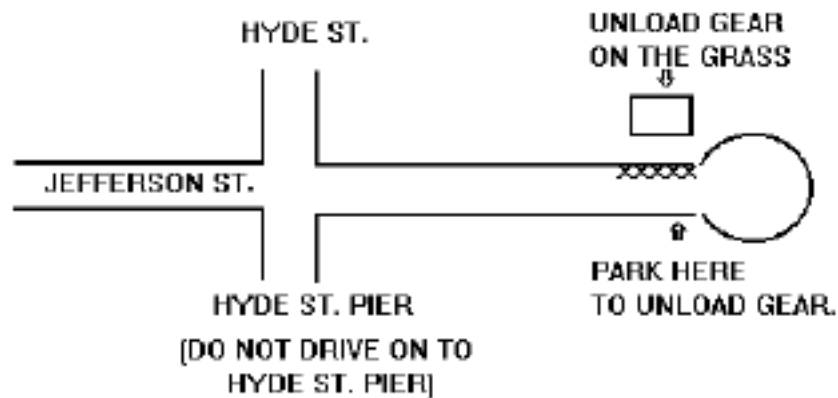 HYDE ST.
UNLOAD GEAR
ON THE GRASS
JEFFERSON ST.
PARK HERE
TO UNLOAD GEAR.
HYDE ST. PIER
[DO NOT DRIVE ON TO
HYDE ST. PIER]